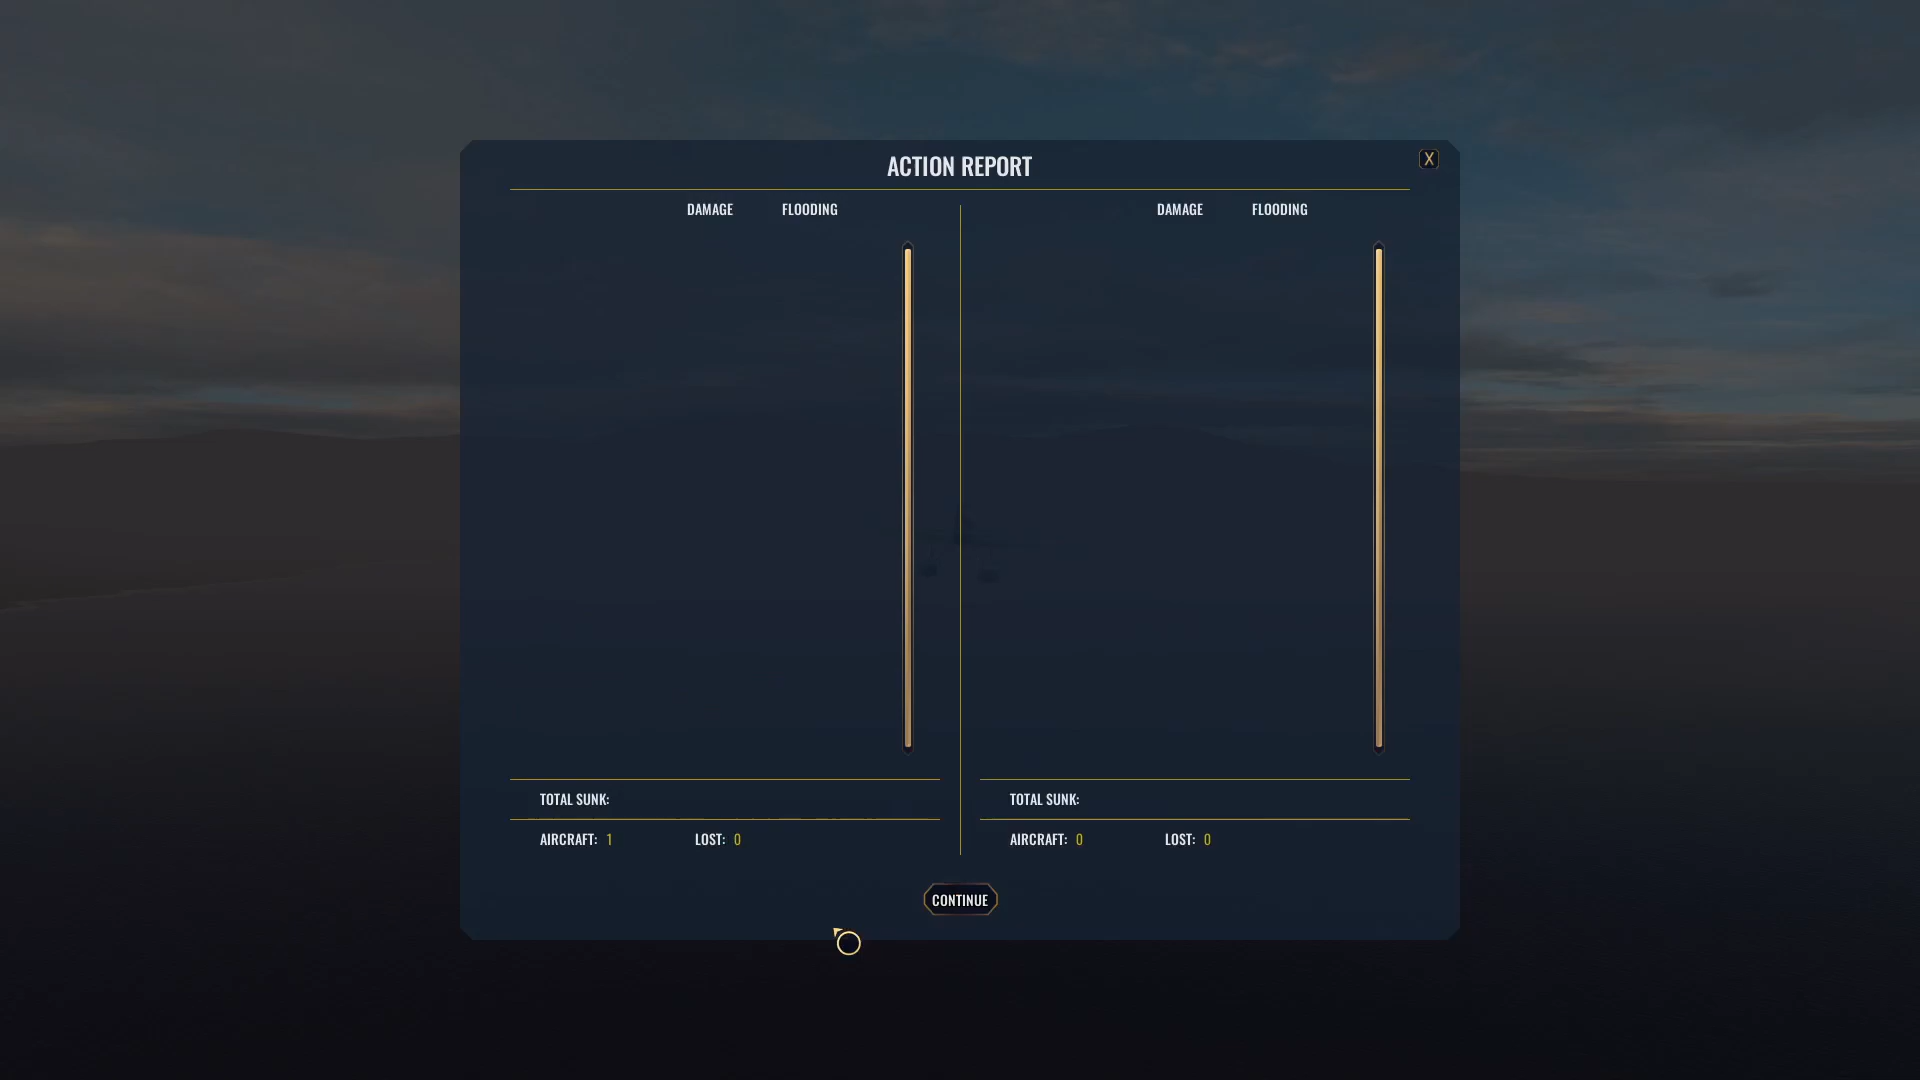 ACTION REPORT
X
DAMAGE FLOODING
DAMAGE FLOODING
TOTAL SUNK:
AIRCRAFT: 1 LOST: 0
TOTAL SUNK:
AIRCRAFT: 0 LOST: 0
CONTINUE